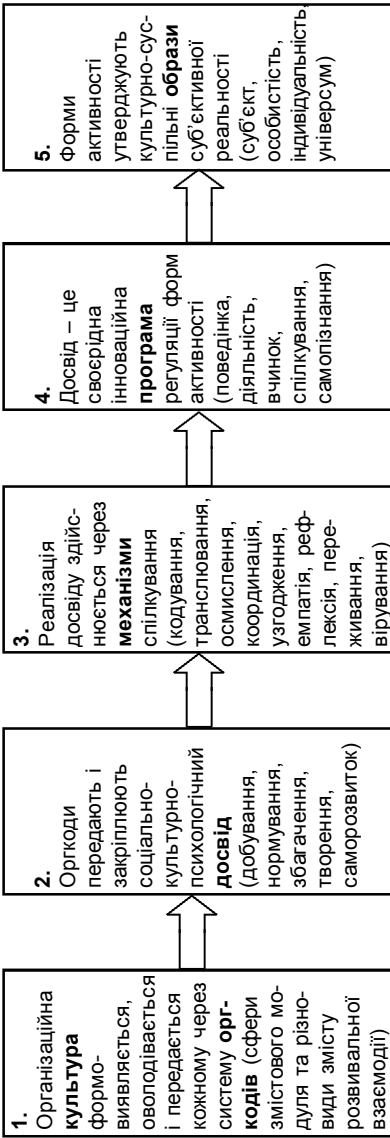 1.
Організаційна
культура
формо-
виявляється,
оволодівається
і передається
кожному через
систему орг-
кодів (сфери
змістового мо-
дуля та різно-
види змісту
розвивальної
взаємодії)
2.
Оргкоди
передають і
закріплюють
соціально-
культурно-
психологічний
досвід
(добування,
нормування,
збагачення,
творення,
саморозвиток)
3.
Реалізація
досвіду здійс-
нюється через
механізми
спілкування
(кодування,
транслювання,
осмислення,
координація,
узгодження,
емпатія, реф-
лексія, пере-
живання,
вірування)
4.
Досвід – це
своєрідна
інноваційна
програма
регуляції форм
активності
(поведінка,
діяльність,
вчинок,
спілкування,
самопізнання)
5.
Форми
активності
утверджують
культурно-сус-
пільні образи
суб’єктивної
реальності
(суб’єкт,
особистість,
індивідуальність,
універсум)